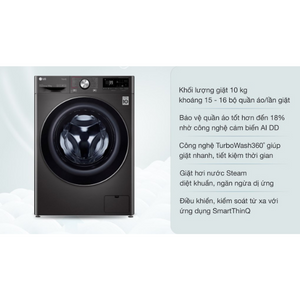 LG
Khối lượng giặt 10 kg
khoảng 15 - 16 bộ quần áo/lần giặt
Bảo vệ quần áo tốt hơn đến 18%
nhờ công nghệ cảm biến AI DD
Công nghệ TurboWash360˚ giúp
giặt nhanh, tiết kiệm thời gian
Giặt hơi nước Steam
diệt khuẩn, ngăn ngừa dị ứng
Điều khiển, kiểm soát từ xa với
ứng dụng SmartThinQ